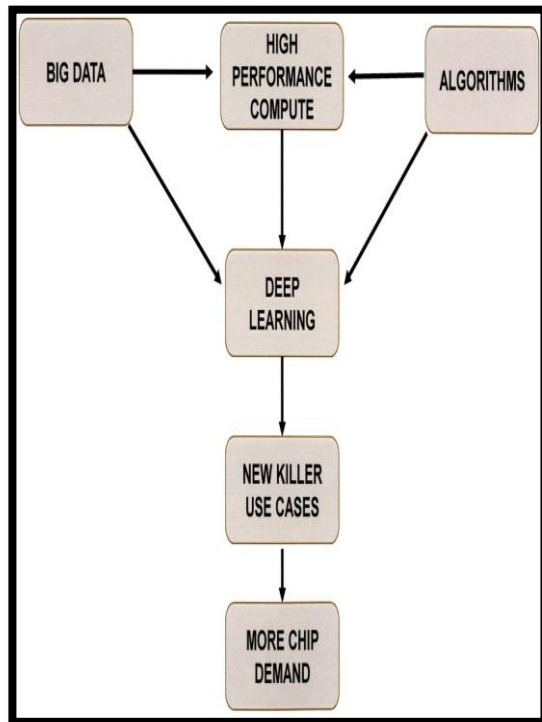 BIG DATA
HIGH
PERFORMANCE
COMPUTE
ALGORITHMS
DEEP
LEARNING
NEW KILLER
USE CASES
MORE CHIP
DEMAND